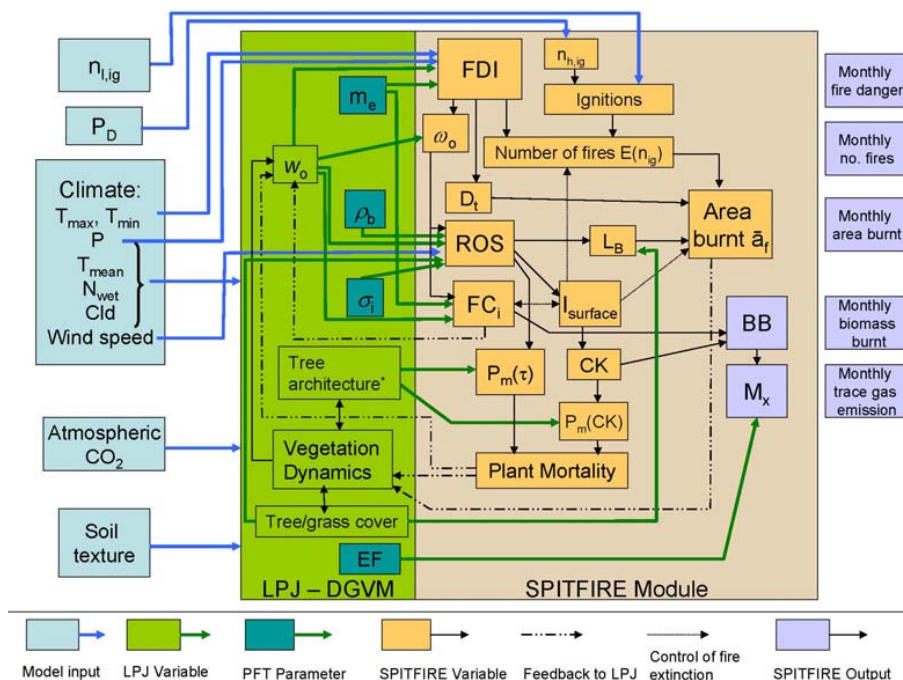 n_l,ig
P_D
Climate:
T_max, T_min
P
T_mean
N_wet
Cld
Wind speed
Atmospheric
CO_2
Soil
texture
w_o
m_e
ρ_b
σ_i
Tree
architecture*
Vegetation
Dynamics
Tree/grass cover
EF
LPJ – DGVM
FDI
n_h,ig
Ignitions
ω_o
Number of fires E(n_ig)
D_t
ROS
L_B
Area
burnt ā_f
FC_i
I_surface
CK
P_m(τ)
P_m(CK)
Plant Mortality
BB
M_x
SPITFIRE Module
Monthly
fire danger
Monthly
no. fires
Monthly
area burnt
Monthly
biomass
burnt
Monthly
trace gas
emission
Model input
LPJ Variable
PFT Parameter
SPITFIRE Variable
Feedback to LPJ
Control of fire
extinction
SPITFIRE Output